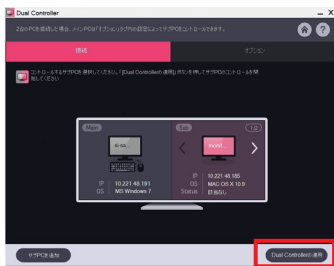 Dual Controller
2台のPCを接続した場合、メインPCは「オプション」タブ内の設定によってサブPCをコントロールできます。
接続
オプション
コントロールするサブPCを選択してください。「[Dual Controllerの適用]」ボタンを押してサブPCのコントロールを開始してください
Main
Sub
1/3
IP 10.221.48.181
OS MS Windows 7
IP 10.221.48.185
OS MAC OS X 10.9
Status 該当なし
サブPCを追加
Dual Controllerの適用